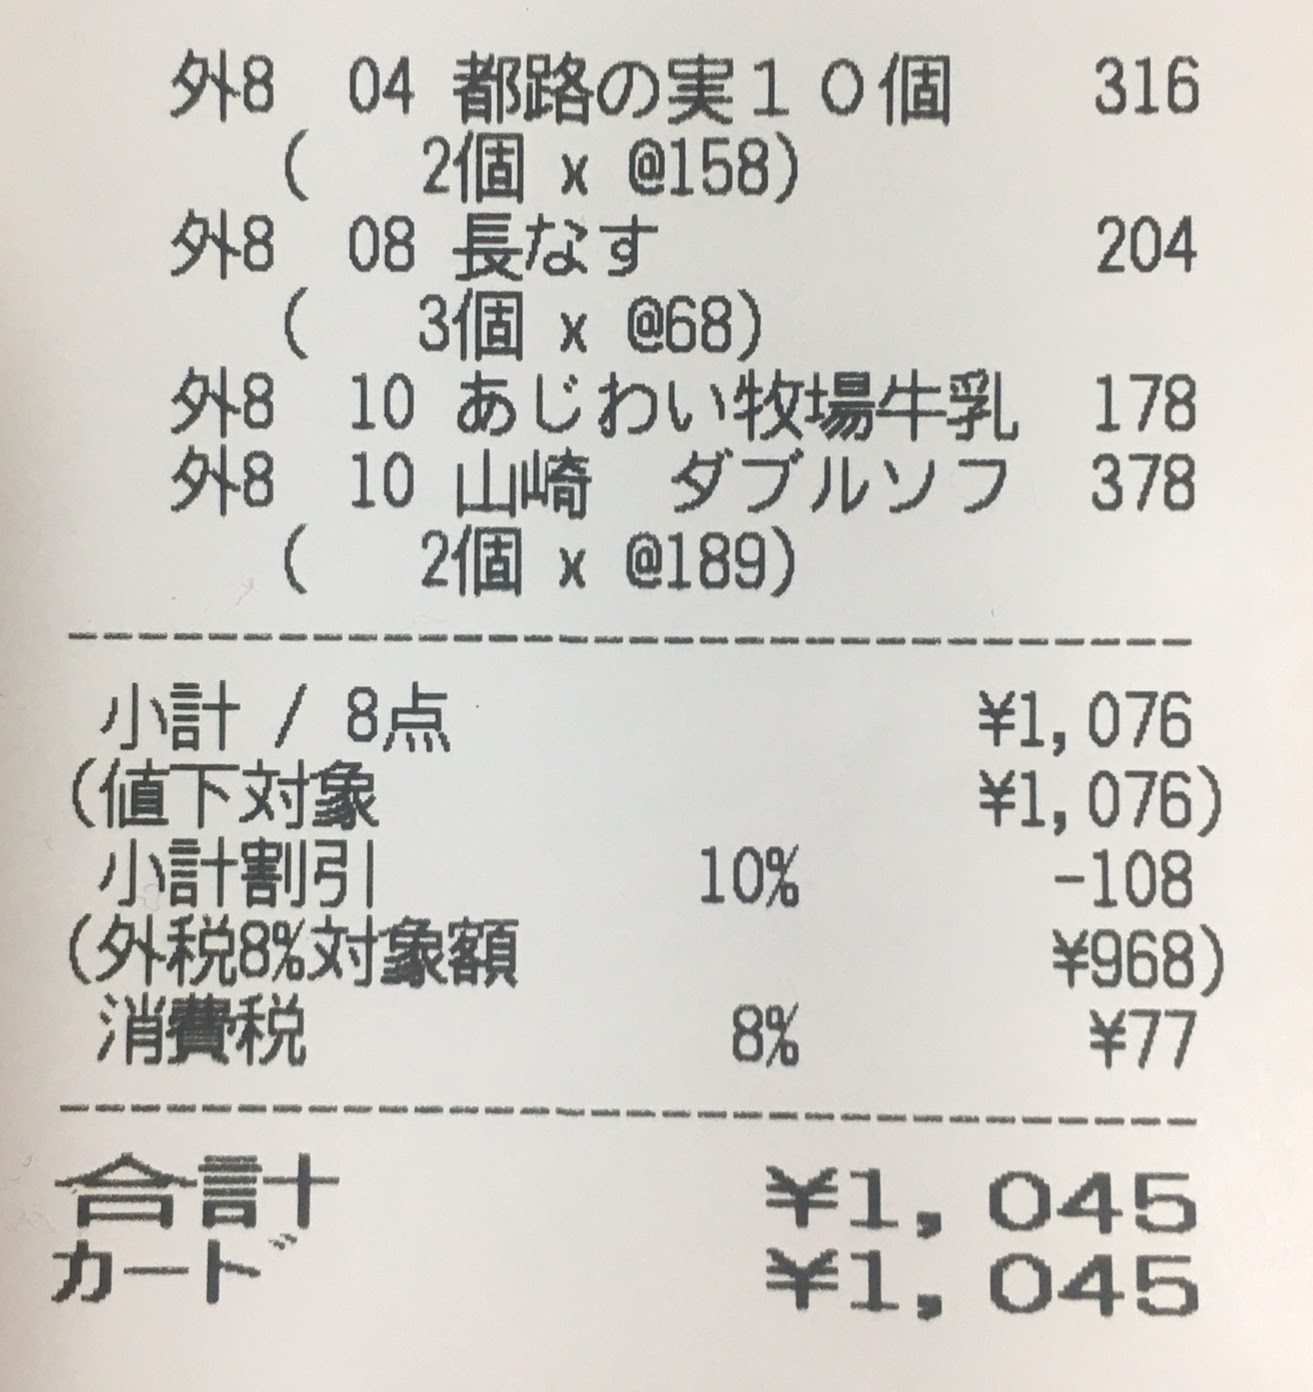 外8 04 都路の実10個 316
( 2個 x @158)
外8 08 長なす 204
( 3個 x @68)
外8 10 あじわい牧場牛乳 178
外8 10 山崎 ダブルソフ 378
( 2個 x @189)
小計 / 8点 ¥1,076
(値下対象 ¥1,076)
小計割引 10% -108
(外税8%対象額 ¥968)
消費税 8% ¥77
合計 ¥1,045
カード ¥1,045